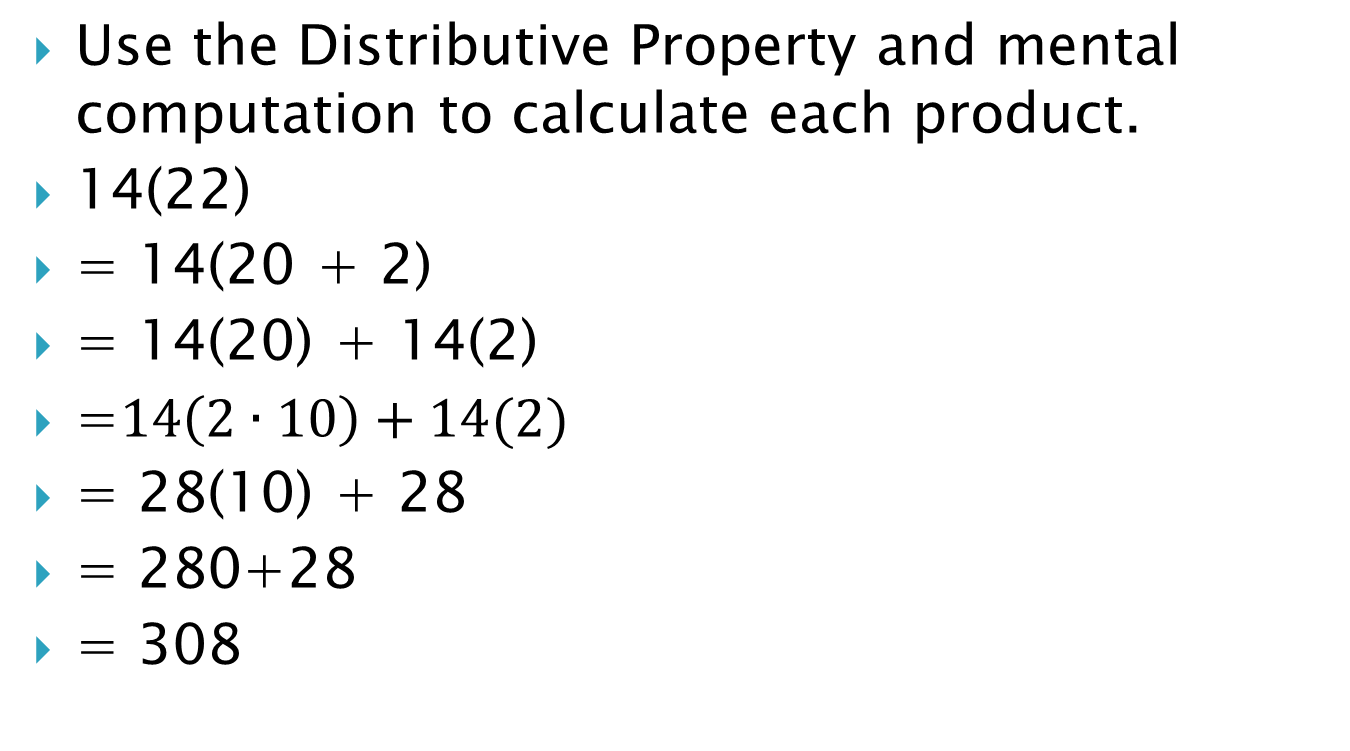 Use the Distributive Property and mental
computation to calculate each product.
14(22)
= 14(20 + 2)
= 14(20) + 14(2)
=14(2 · 10) + 14(2)
= 28(10) + 28
= 280+28
= 308